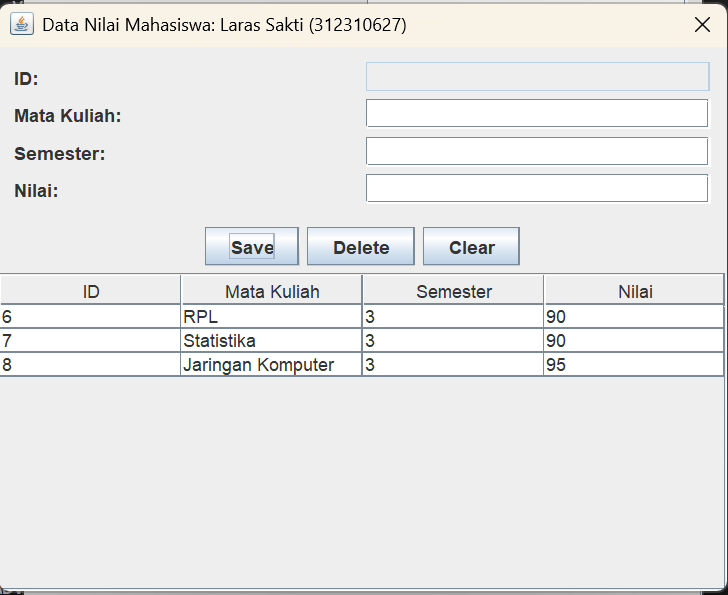 Data Nilai Mahasiswa: Laras Sakti (312310627)
ID:
Mata Kuliah:
Semester:
Nilai:
Save Delete Clear
ID Mata Kuliah Semester Nilai
6 RPL 3 90
7 Statistika 3 90
8 Jaringan Komputer 3 95